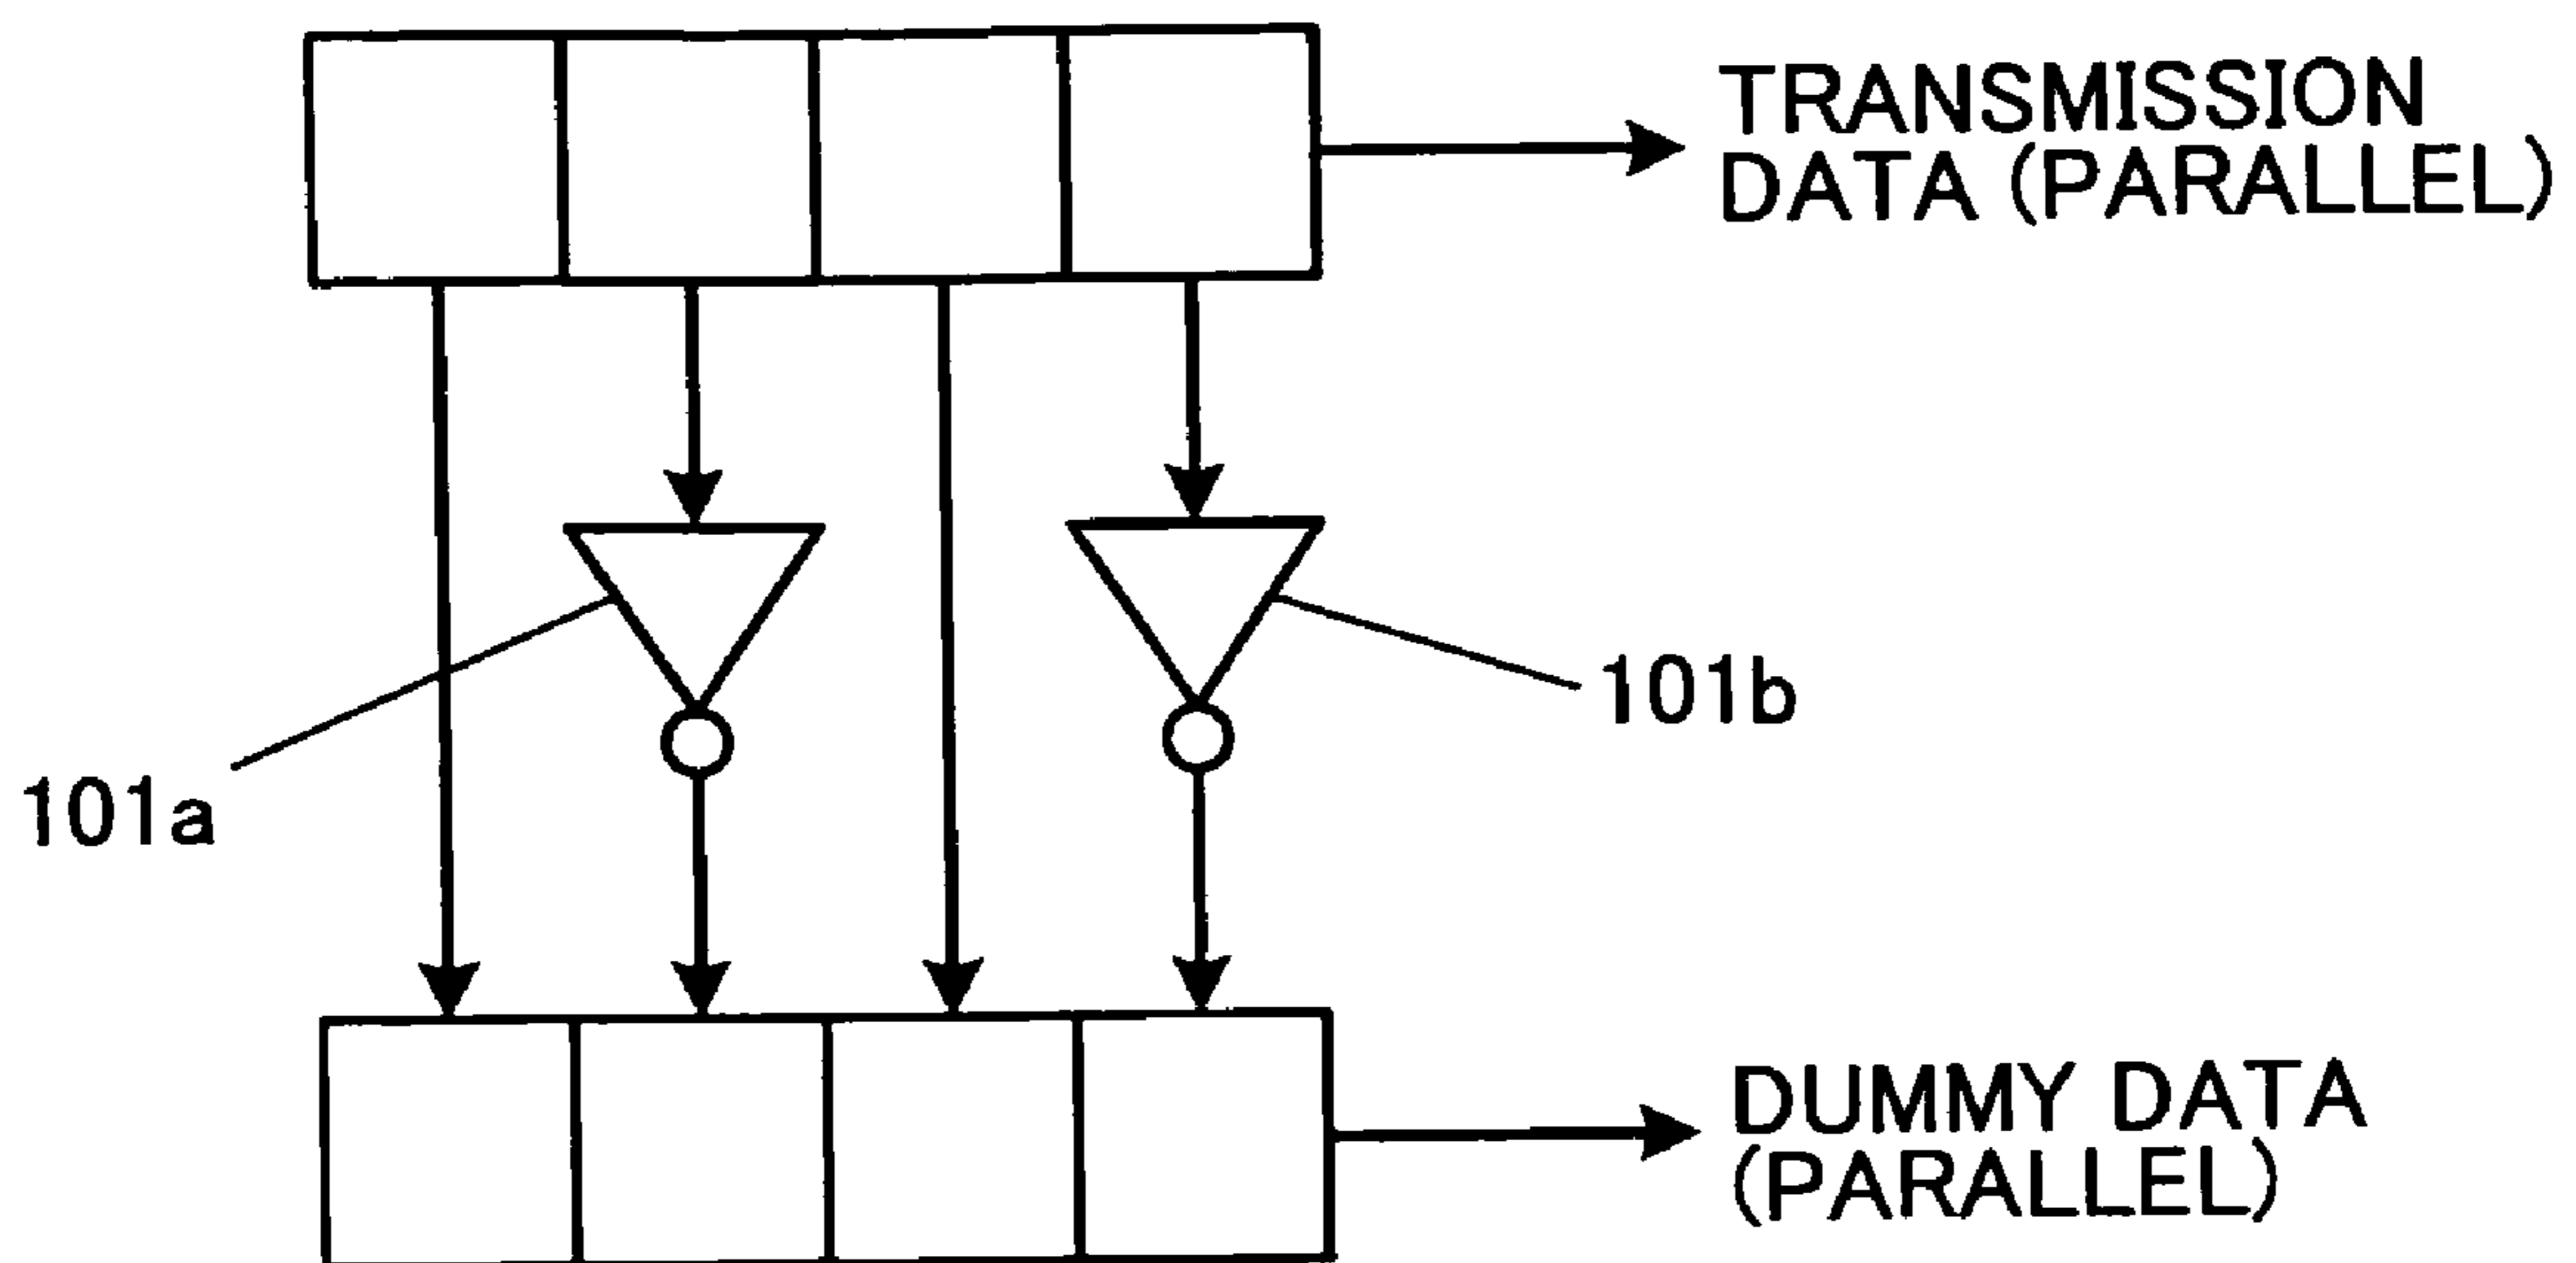 TRANSMISSION
DATA (PARALLEL)
101b
101a
DUMMY DATA
(PARALLEL)